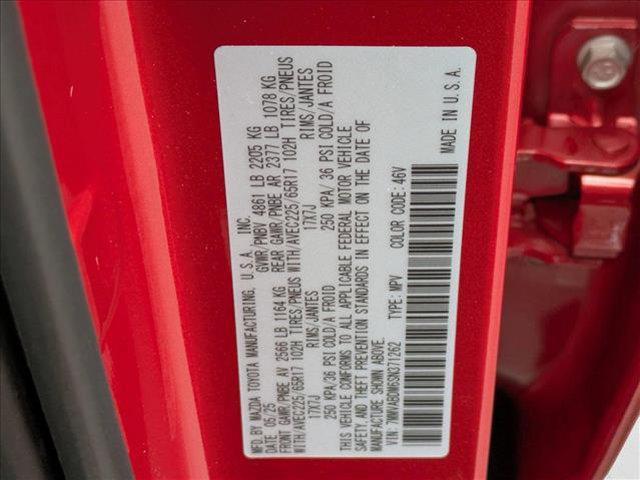 MFD.BY MAZDA TOYOTA MANUFACTURING, U.S.A. INC.
DATE 05/25 GVWR/PNBV 4861 LB 2205 KG
FRONT GAWR/PNBE AV 2566 LB 1164 KG REAR GAWR/PNBE AR 2377 LB 1078 KG
WITH/AVEC225/65R17 102H TIRES/PNEUS WITH/AVEC225/65R17 102H TIRES/PNEUS
17X7J RIMS/JANTES 17X7J RIMS/JANTES
250 KPA/36 PSI COLD/A FROID 250 KPA/ 36 PSI COLD/A FROID
THIS VEHICLE CONFORMS TO ALL APPLICABLE FEDERAL MOTOR VEHICLE
SAFETY, AND THEFT PREVENTION STANDARDS IN EFFECT ON THE DATE OF
MANUFACTURE SHOWN ABOVE.
VIN: 7MMVABDM6SN371262 TYPE: MPV COLOR CODE: 46V MADE IN U.S.A.